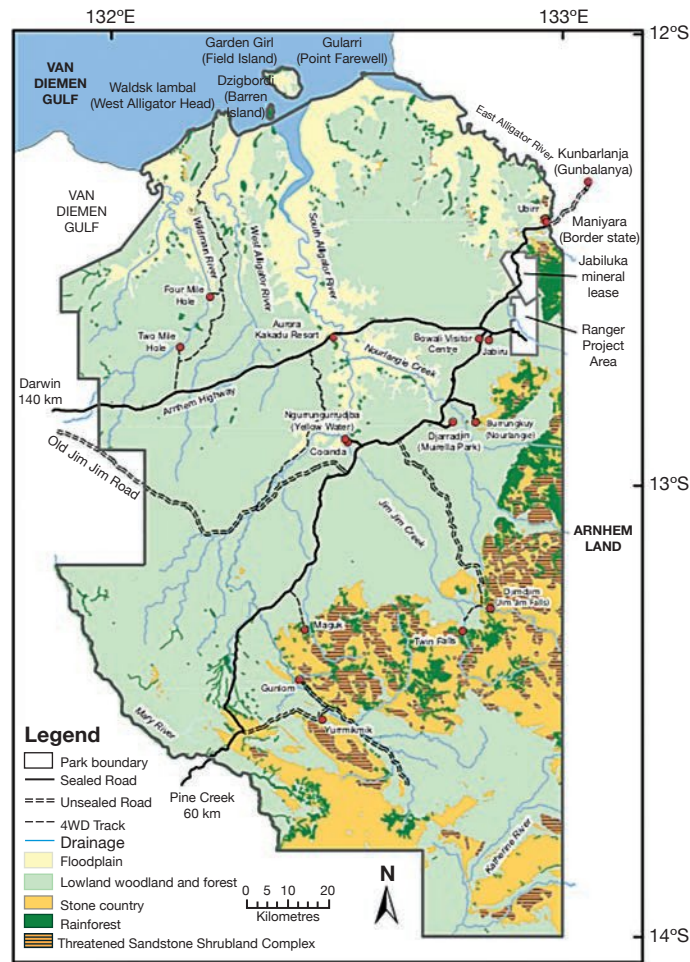 132°E
133°E
12°S
Garden Girl
(Field Island)
Gularri
(Point Farewell)
VAN
DIEMEN
GULF
Waldsk lambal
(West Alligator Head)
Dzigbordi
(Barren
Island)
East Alligator River
Kunbarlanja
(Gunbalanya)
VAN
DIEMEN
GULF
Ubirr
Maniyara
(Border state)
Wildman River
West Alligator River
South Alligator River
Jabiluka
mineral
lease
Four Mile
Hole
Two Mile
Hole
Aurora
Kakadu Resort
Bowali Visitor
Centre
Jabiru
Ranger
Project
Area
Nourlangie Creek
Darwin
140 km
Arnhem Highway
Ngurrungurrudjba
(Yellow Water)
Cooinda
Djarradjin
(Muirella Park)
Burrungkuy
(Nourlangie)
Old Jim Jim Road
13°S
Jim Jim Creek
ARNHEM
LAND
Maguk
Twin Falls
Gunlom
Yurrmikmik
Mary River
Pine Creek
60 km
Katherine River
Legend
Park boundary
Sealed Road
Unsealed Road
4WD Track
Drainage
Floodplain
Lowland woodland and forest
Stone country
Rainforest
Threatened Sandstone Shrubland Complex
0 5 10 20
Kilometres
N
14°S